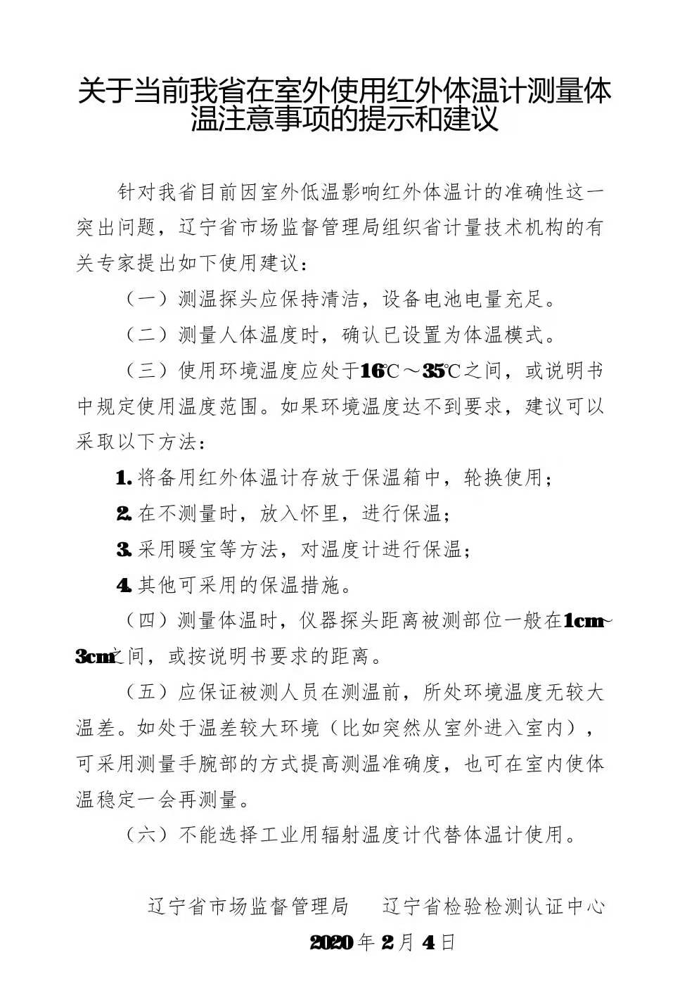 关于当前我省在室外使用红外体温计测量体
温注意事项的提示和建议
针对我省目前因室外低温影响红外体温计的准确性这一
突出问题，辽宁省市场监督管理局组织省计量技术机构的有
关专家提出如下使用建议：
（一）测温探头应保持清洁，设备电池电量充足。
（二）测量人体温度时，确认已设置为体温模式。
（三）使用环境温度应处于16℃～35℃之间，或说明书
中规定使用温度范围。如果环境温度达不到要求，建议可以
采取以下方法：
1. 将备用红外体温计存放于保温箱中，轮换使用；
2. 在不测量时，放入怀里，进行保温；
3. 采用暖宝等方法，对温度计进行保温；
4. 其他可采用的保温措施。
（四）测量体温时，仪器探头距离被测部位一般在1cm~
3cm之间，或按说明书要求的距离。
（五）应保证被测人员在测温前，所处环境温度无较大
温差。如处于温差较大环境（比如突然从室外进入室内），
可采用测量手腕部的方式提高测温准确度，也可在室内使体
温稳定一会再测量。
（六）不能选择工业用辐射温度计代替体温计使用。
辽宁省市场监督管理局 辽宁省检验检测认证中心
2020 年 2 月 4 日